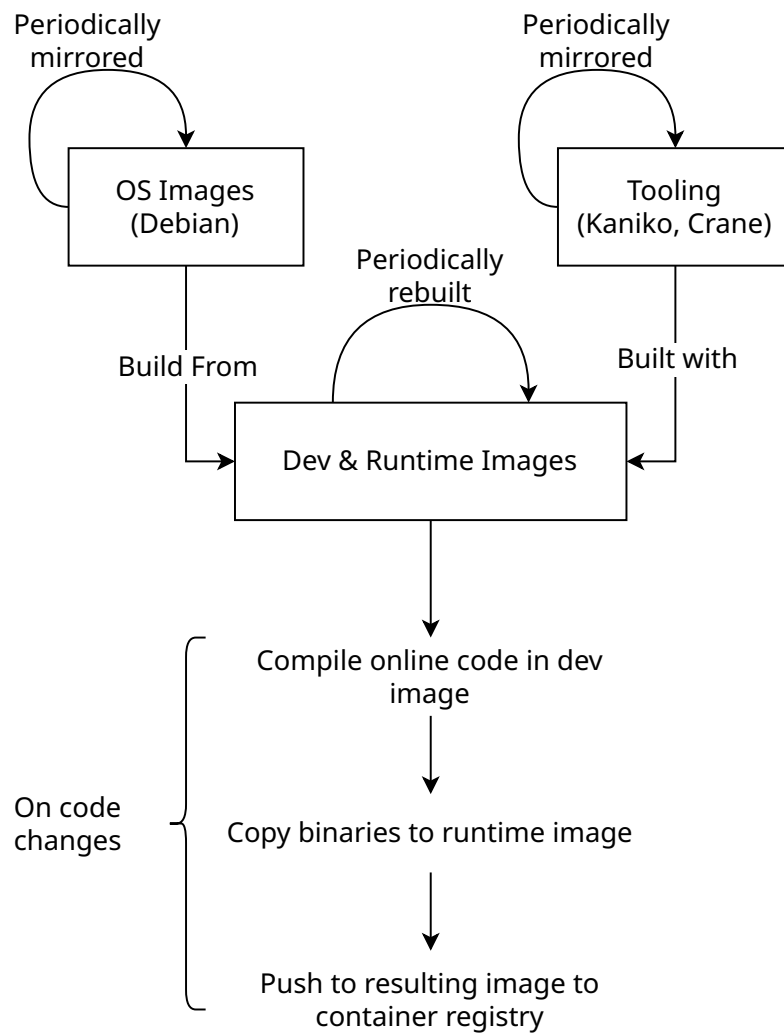 Periodically
mirrored
Periodically
mirrored
OS Images
(Debian)
Tooling
(Kaniko, Crane)
Periodically
rebuilt
Build From
Built with
Dev & Runtime Images
Compile online code in dev
image
On code
changes
Copy binaries to runtime image
Push to resulting image to
container registry